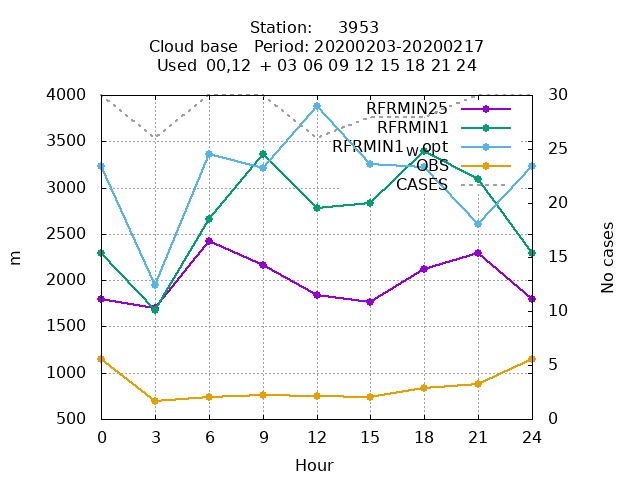 Station: 3953
Cloud base Period: 20200203-20200217
Used 00,12 + 03 06 09 12 15 18 21 24
4000
3500
3000
2500
2000
1500
1000
500
m
30
25
20
15
10
5
0
No cases
RFRMIN25
RFRMIN1
RFRMIN1wopt
OBS
CASES
0 3 6 9 12 15 18 21 24
Hour